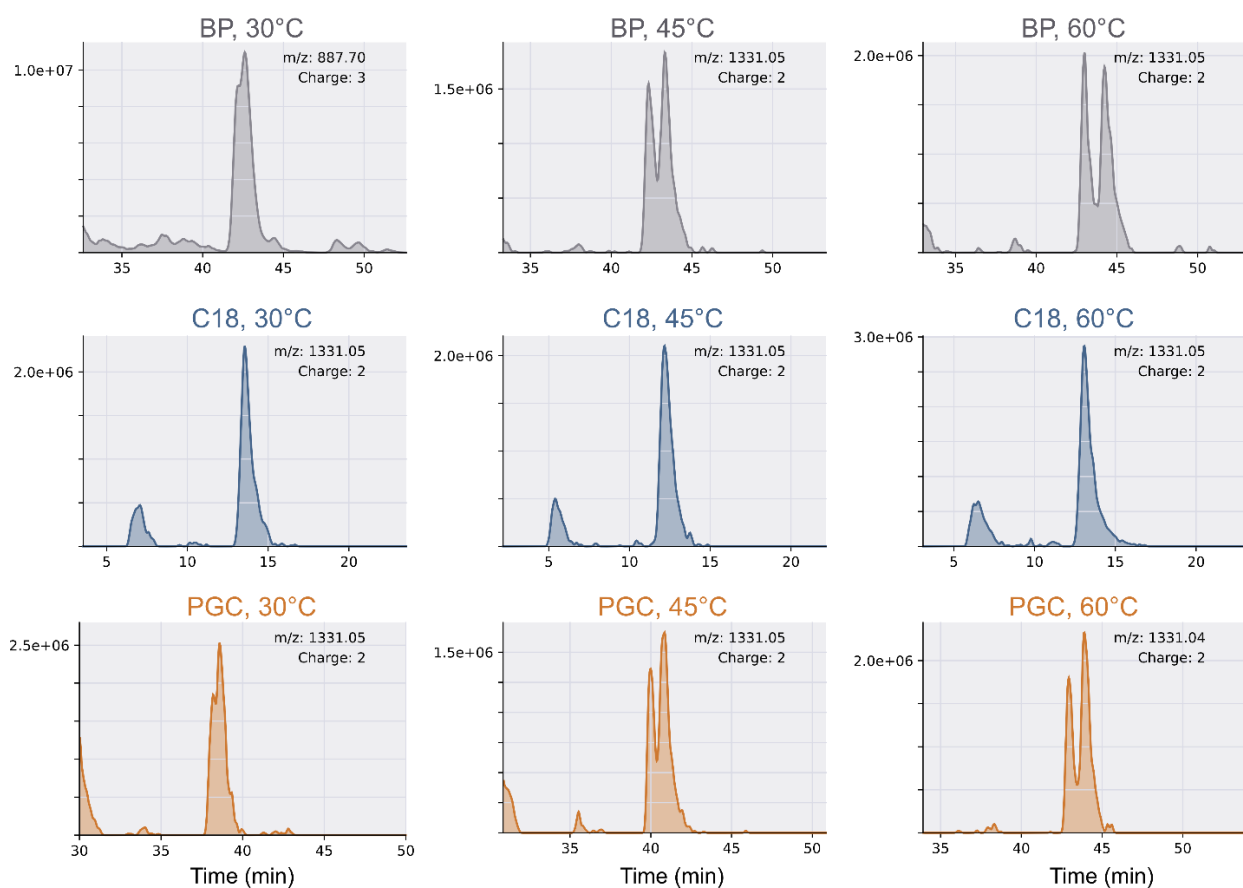 BP, 30°C
BP, 45°C
BP, 60°C
m/z: 887.70
Charge: 3
m/z: 1331.05
Charge: 2
m/z: 1331.05
Charge: 2
1.0e+07
1.5e+06
2.0e+06
35 40 45 50
35 40 45 50
35 40 45 50
C18, 30°C
C18, 45°C
C18, 60°C
m/z: 1331.05
Charge: 2
m/z: 1331.05
Charge: 2
m/z: 1331.05
Charge: 2
2.0e+06
2.0e+06
3.0e+06
5 10 15 20
5 10 15 20
5 10 15 20
PGC, 30°C
PGC, 45°C
PGC, 60°C
m/z: 1331.05
Charge: 2
m/z: 1331.05
Charge: 2
m/z: 1331.04
Charge: 2
2.5e+06
1.5e+06
2.0e+06
30 35 40 45 50
35 40 45 50
35 40 45 50
Time (min)
Time (min)
Time (min)